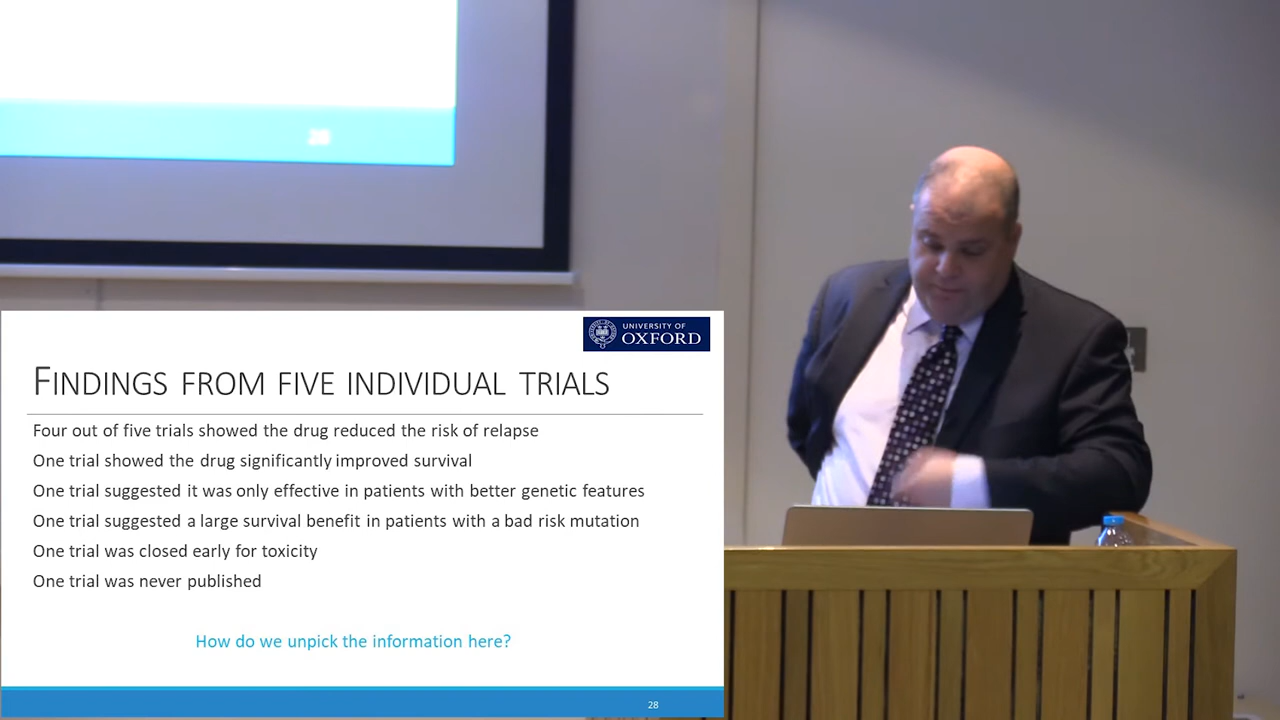 28
UNIVERSITY OF
OXFORD
FINDINGS FROM FIVE INDIVIDUAL TRIALS
Four out of five trials showed the drug reduced the risk of relapse
One trial showed the drug significantly improved survival
One trial suggested it was only effective in patients with better genetic features
One trial suggested a large survival benefit in patients with a bad risk mutation
One trial was closed early for toxicity
One trial was never published
How do we unpick the information here?
28